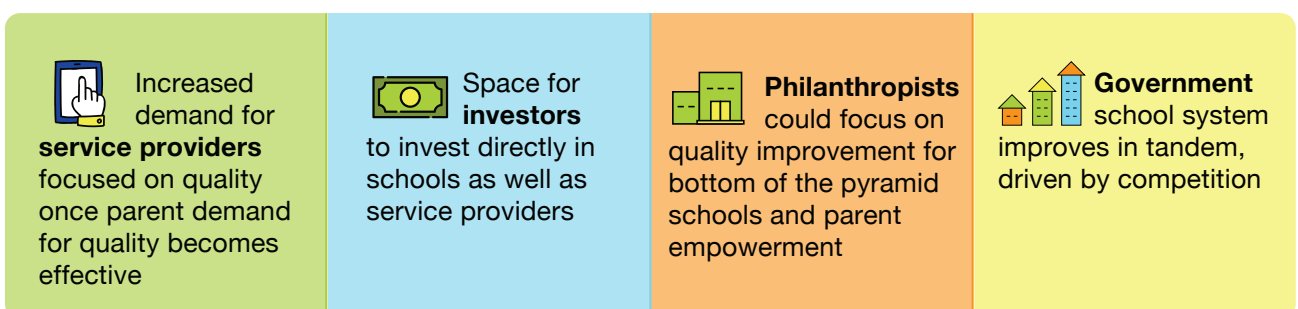 Increased
demand for
service providers
focused on quality
once parent demand
for quality becomes
effective
Space for
investors
to invest directly in
schools as well as
service providers
Philanthropists
could focus on
quality improvement for
bottom of the pyramid
schools and parent
empowerment
Government
school system
improves in tandem,
driven by competition